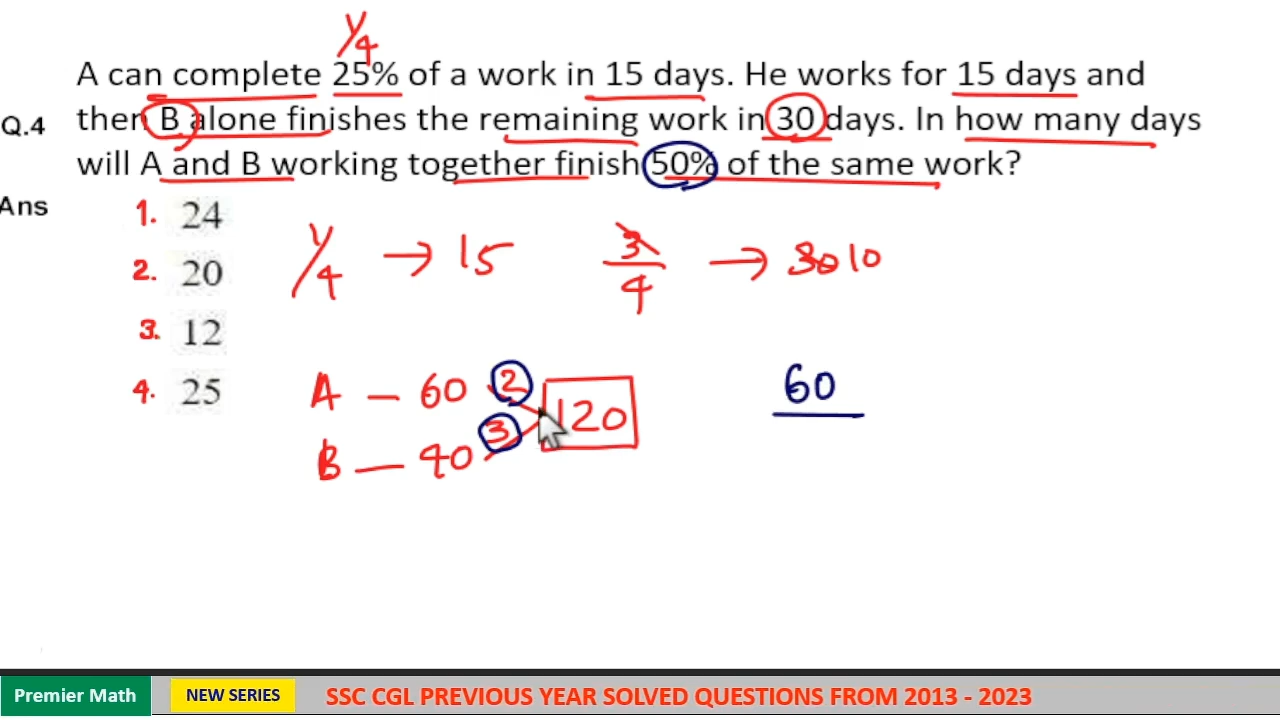 1/4
A can complete 25% of a work in 15 days. He works for 15 days and
Q.4 then B alone finishes the remaining work in 30 days. In how many days
will A and B working together finish 50% of the same work?
Ans
1. 24
2. 20
3. 12
4. 25
1/4 → 15
3/4 → 30 10
A — 60 2
B — 40 3
120
60
Premier Math NEW SERIES SSC CGL PREVIOUS YEAR SOLVED QUESTIONS FROM 2013 - 2023